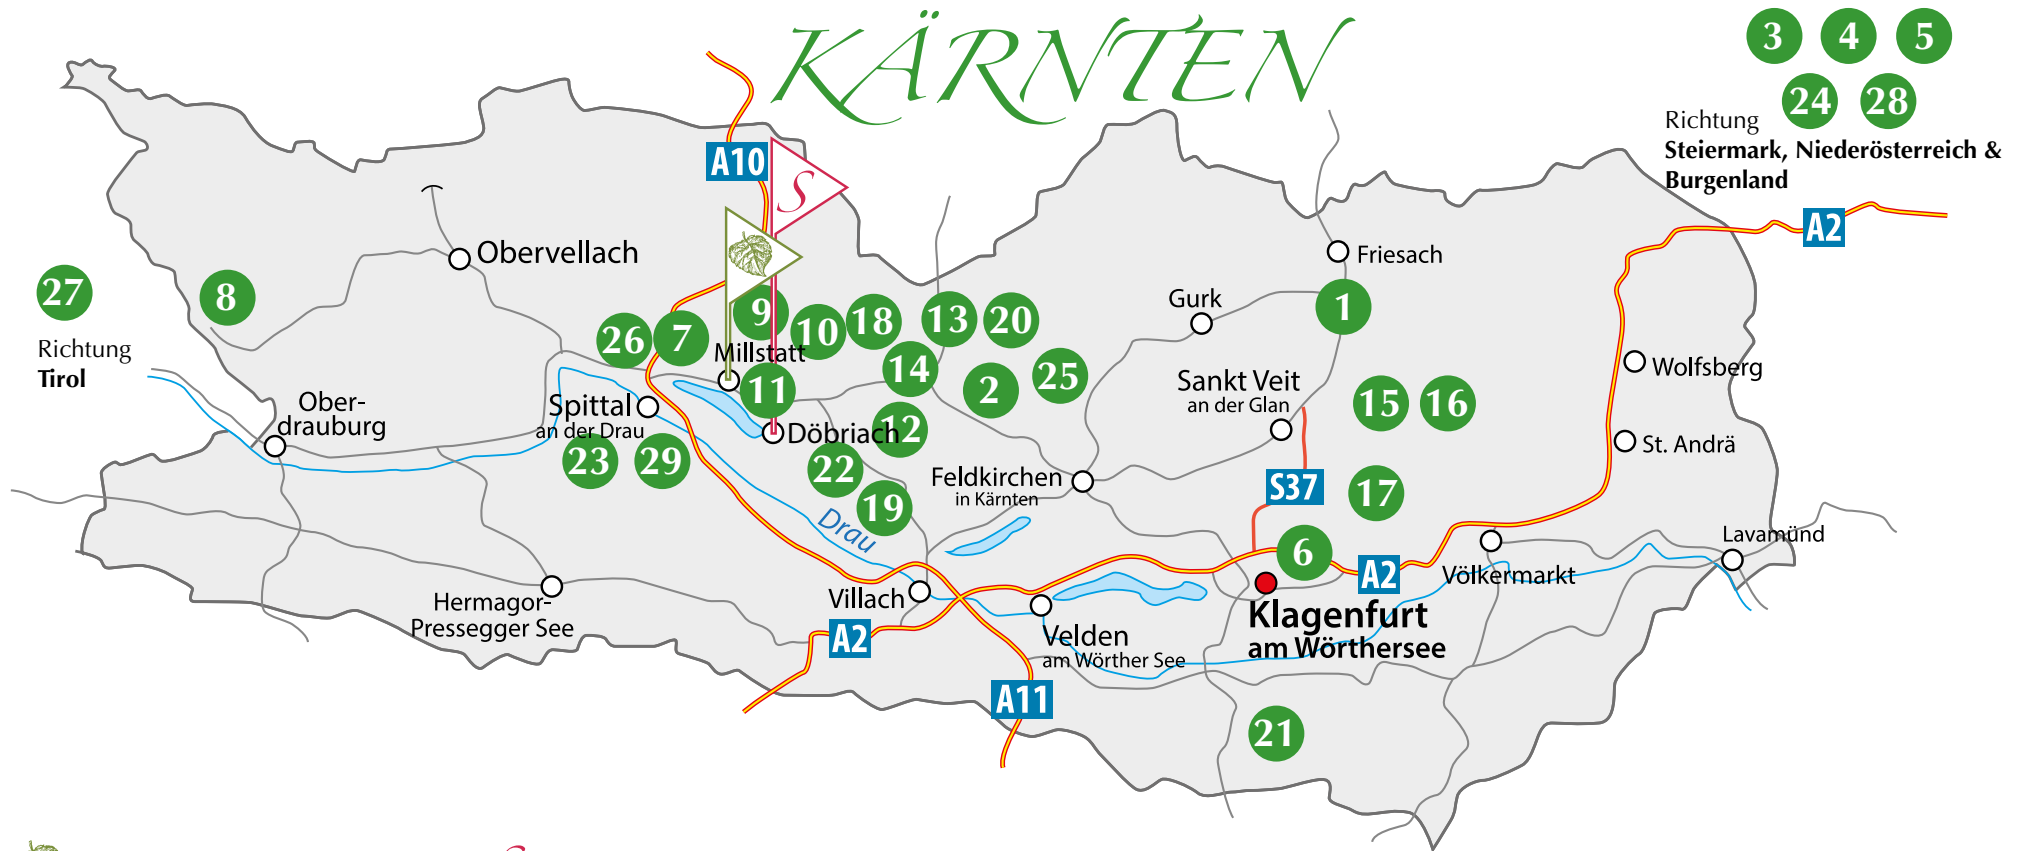 KÄRNTEN
3 4 5
24 28
Richtung
Steiermark, Niederösterreich &
Burgenland
A10
S
A2
Obervellach
Friesach
27
8
Richtung
Tirol
9
26 7 10 18 13 20
Gurk
1
Millstatt
11
14
2
25
Sankt Veit
an der Glan
15 16
Wolfsberg
Ober-
drauburg
Spittal
an der Drau
Döbriach
12
St. Andrä
23 29
22
19
Feldkirchen
in Kärnten
S37
17
Drau
6
Lavamünd
A2
Völkermarkt
Hermagor-
Pressegger See
Villach
A2
Velden
am Wörther See
Klagenfurt
am Wörthersee
A11
21